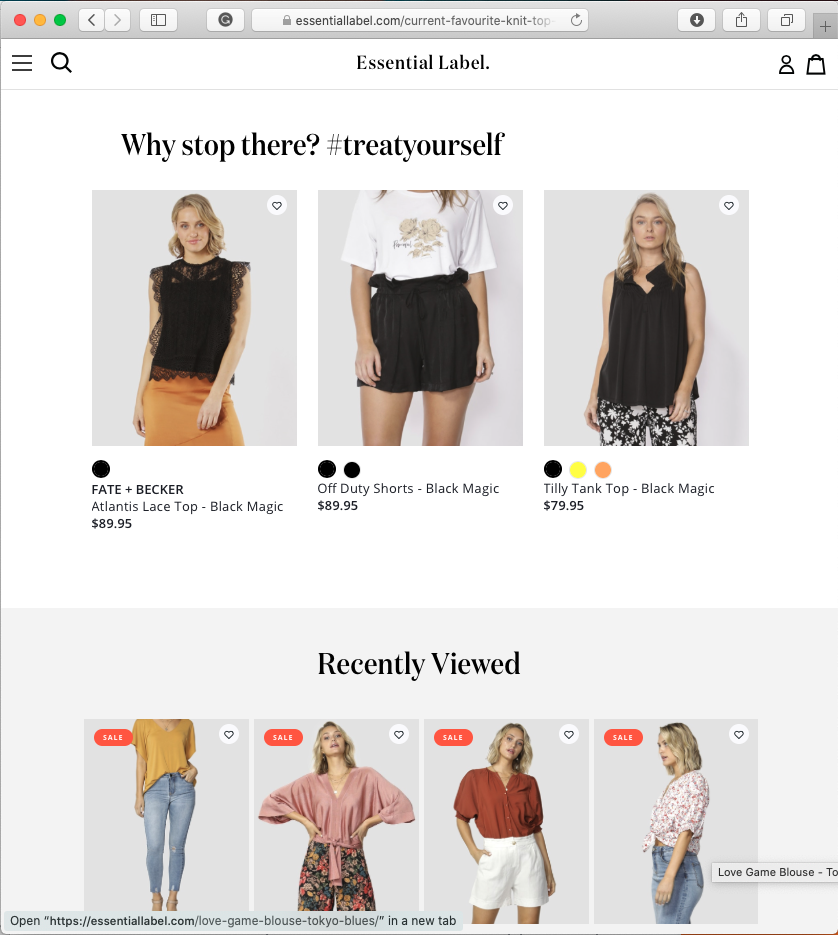 essentiallabel.com/current-favourite-knit-top-
Essential Label.
Why stop there? #treatyourself
FATE + BECKER
Atlantis Lace Top - Black Magic
$89.95
Off Duty Shorts - Black Magic
$89.95
Tilly Tank Top - Black Magic
$79.95
Recently Viewed
SALE
SALE
SALE
SALE
Love Game Blouse - To
Open “https://essentiallabel.com/love-game-blouse-tokyo-blues/” in a new tab